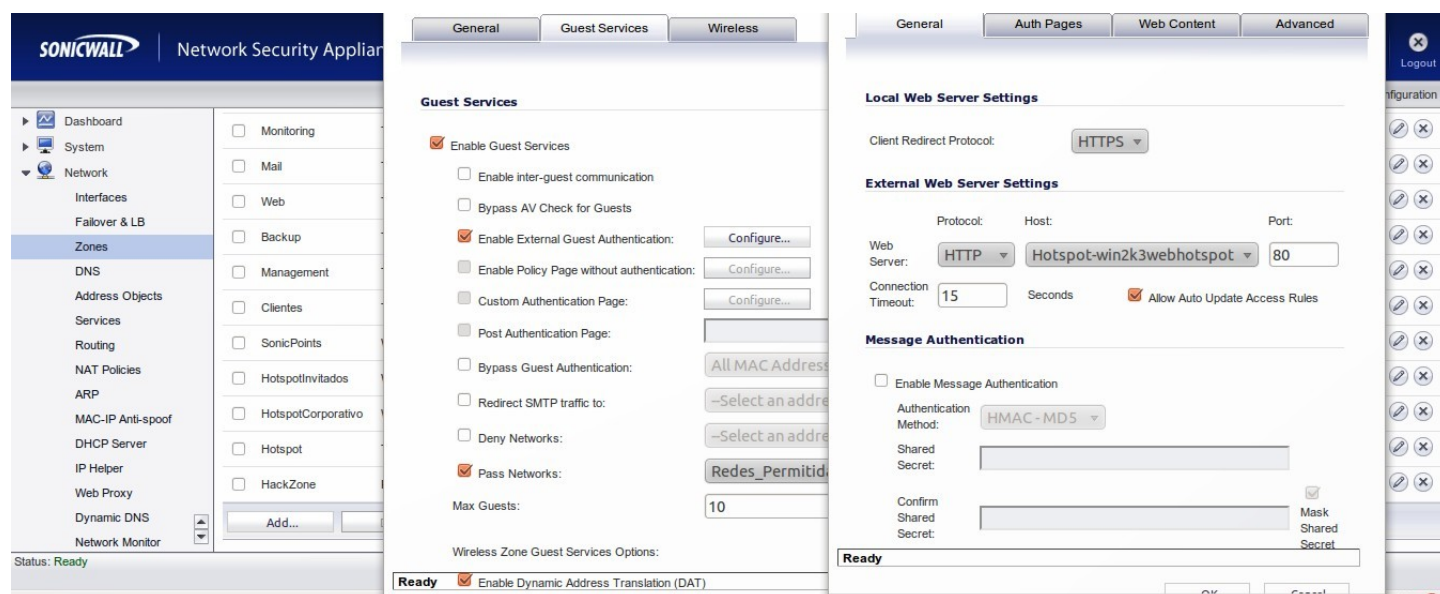 SONICWALL
Network Security Applian
Logout
nfiguration
Dashboard
System
Network
Interfaces
Failover & LB
Zones
DNS
Address Objects
Services
Routing
NAT Policies
ARP
MAC-IP Anti-spoof
DHCP Server
IP Helper
Web Proxy
Dynamic DNS
Network Monitor
Status: Ready
Monitoring
Mail
Web
Backup
Management
Clientes
SonicPoints
HotspotInvitados
HotspotCorporativo
Hotspot
HackZone
Add...
General
Guest Services
Wireless
Guest Services
Enable Guest Services
Enable inter-guest communication
Bypass AV Check for Guests
Enable External Guest Authentication:
Configure...
Enable Policy Page without authentication:
Configure...
Custom Authentication Page:
Configure...
Post Authentication Page:
Bypass Guest Authentication:
All MAC Address
Redirect SMTP traffic to:
--Select an addre
Deny Networks:
--Select an addre
Pass Networks:
Redes_Permitida
Max Guests:
10
Wireless Zone Guest Services Options:
Ready
Enable Dynamic Address Translation (DAT)
General
Auth Pages
Web Content
Advanced
Local Web Server Settings
Client Redirect Protocol:
HTTPS
External Web Server Settings
Protocol:
Host:
Port:
Web
Server:
HTTP
Hotspot-win2k3webhotspot
80
Connection
Timeout:
15
Seconds
Allow Auto Update Access Rules
Message Authentication
Enable Message Authentication
Authentication
Method:
HMAC-MD5
Shared
Secret:
Confirm
Shared
Secret:
Mask
Shared
Secret
Ready
OK
Cancel